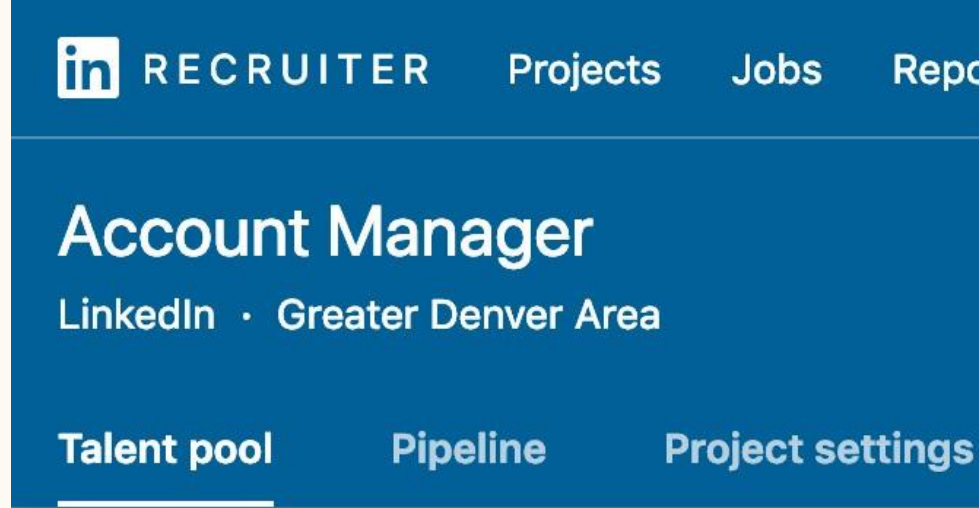 in RECRUITER Projects Jobs Repo
Account Manager
LinkedIn · Greater Denver Area
Talent pool Pipeline Project settings